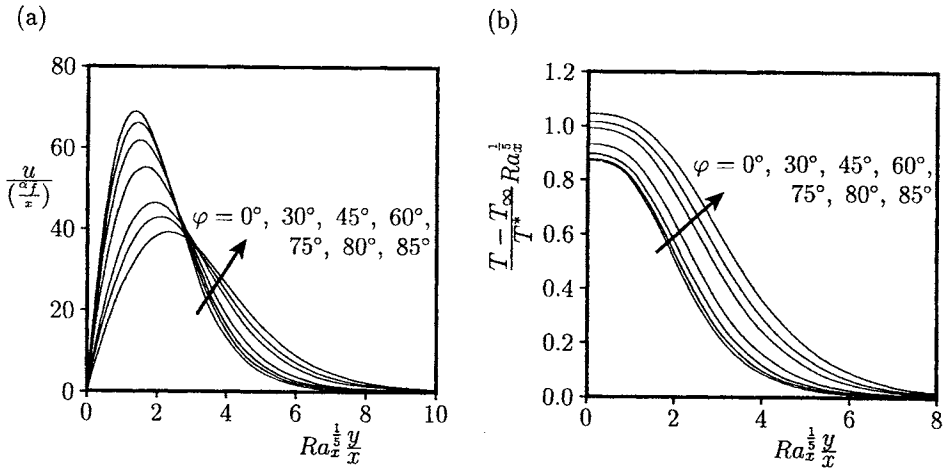 (a)
80
60
40
20
0
u
(αf/x)
φ = 0°, 30°, 45°, 60°,
75°, 80°, 85°
0 2 4 6 8 10
Ra_x^{1/5} y/x
(b)
1.2
1.0
0.8
0.6
0.4
0.2
0.0
T − T∞ / T* Ra_x^{1/5}
φ = 0°, 30°, 45°, 60°,
75°, 80°, 85°
0 2 4 6 8
Ra_x^{1/5} y/x